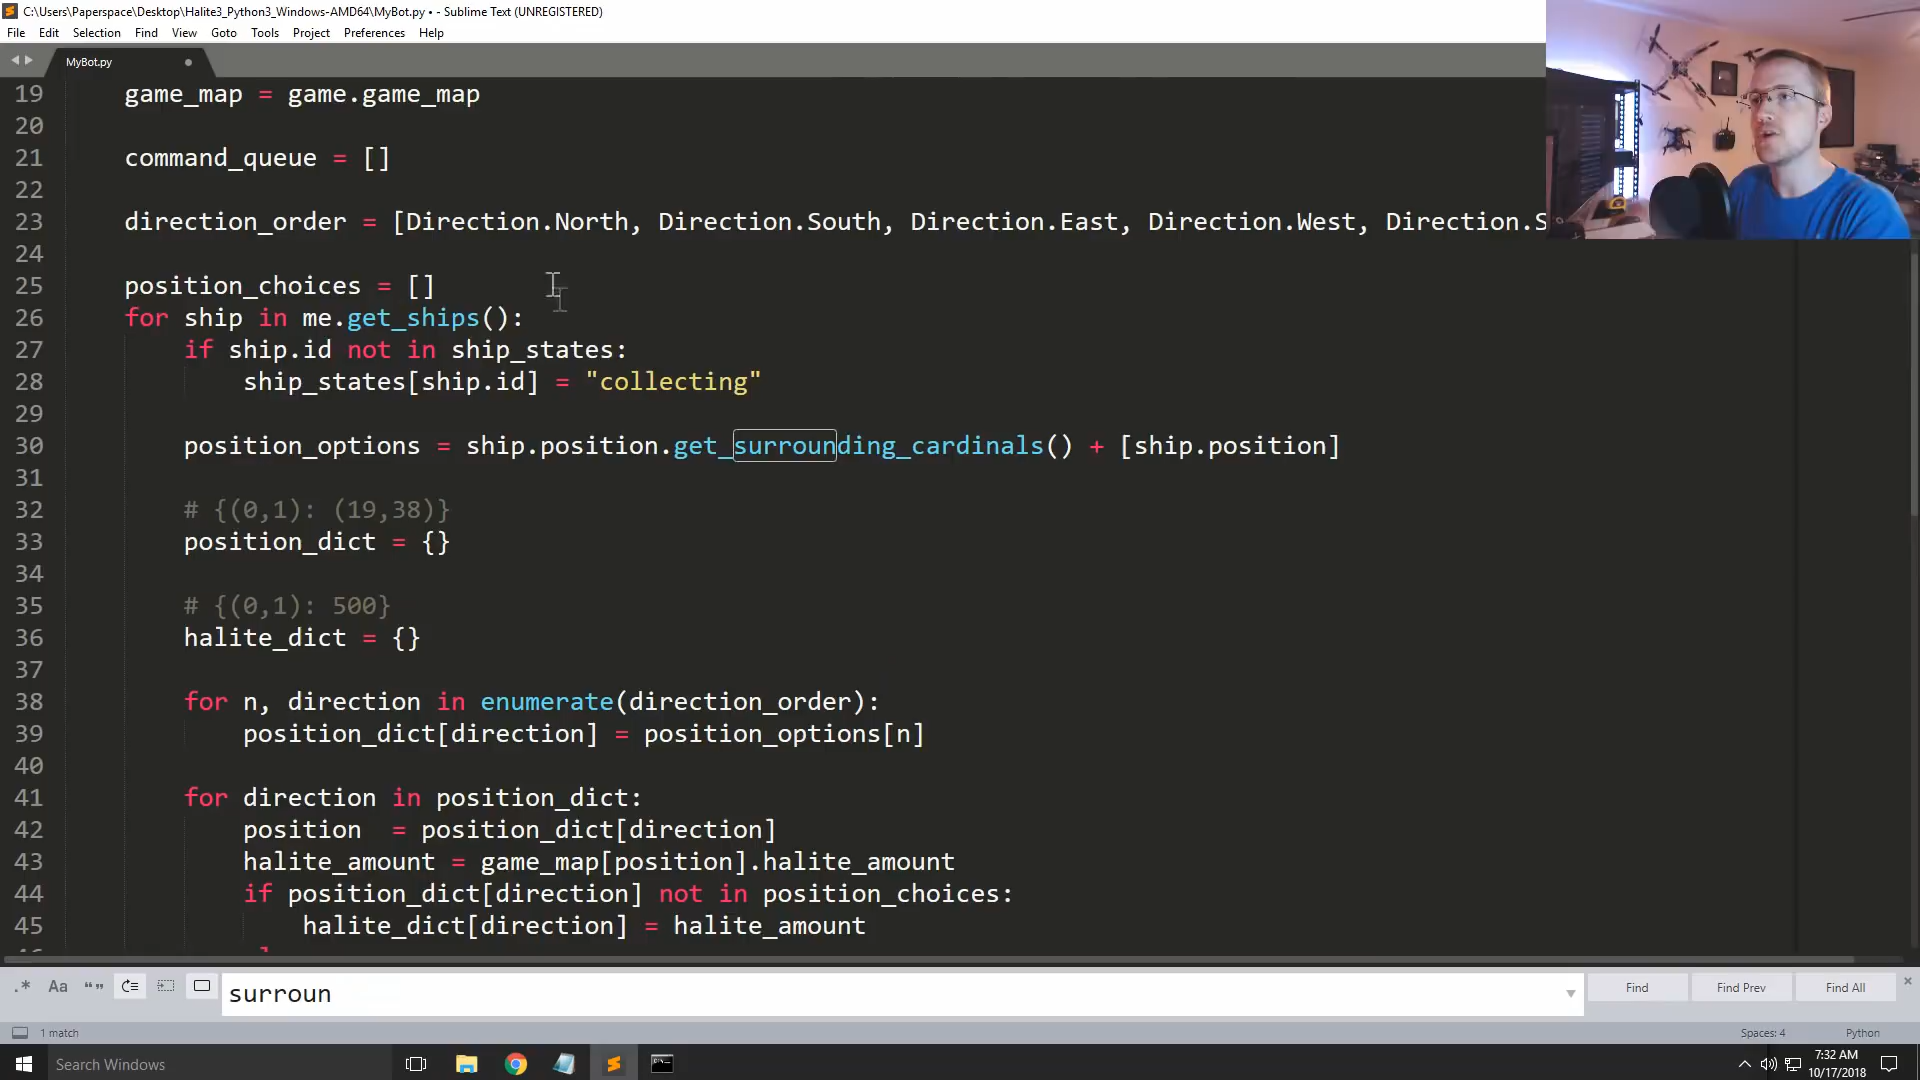 C:\Users\Paperspace\Desktop\Halite3_Python3_Windows-AMD64\MyBot.py • - Sublime Text (UNREGISTERED)
File Edit Selection Find View Goto Tools Project Preferences Help
MyBot.py
19 game_map = game.game_map
20
21 command_queue = []
22
23 direction_order = [Direction.North, Direction.South, Direction.East, Direction.West, Direction.S
24
25 position_choices = []
26 for ship in me.get_ships():
27 if ship.id not in ship_states:
28 ship_states[ship.id] = "collecting"
29
30 position_options = ship.position.get_surrounding_cardinals() + [ship.position]
31
32 # {(0,1): (19,38)}
33 position_dict = {}
34
35 # {(0,1): 500}
36 halite_dict = {}
37
38 for n, direction in enumerate(direction_order):
39 position_dict[direction] = position_options[n]
40
41 for direction in position_dict:
42 position  = position_dict[direction]
43 halite_amount = game_map[position].halite_amount
44 if position_dict[direction] not in position_choices:
45 halite_dict[direction] = halite_amount
.* Aa “” surroun Find Find Prev Find All
1 match Spaces: 4 Python
Search Windows
7:32 AM
10/17/2018